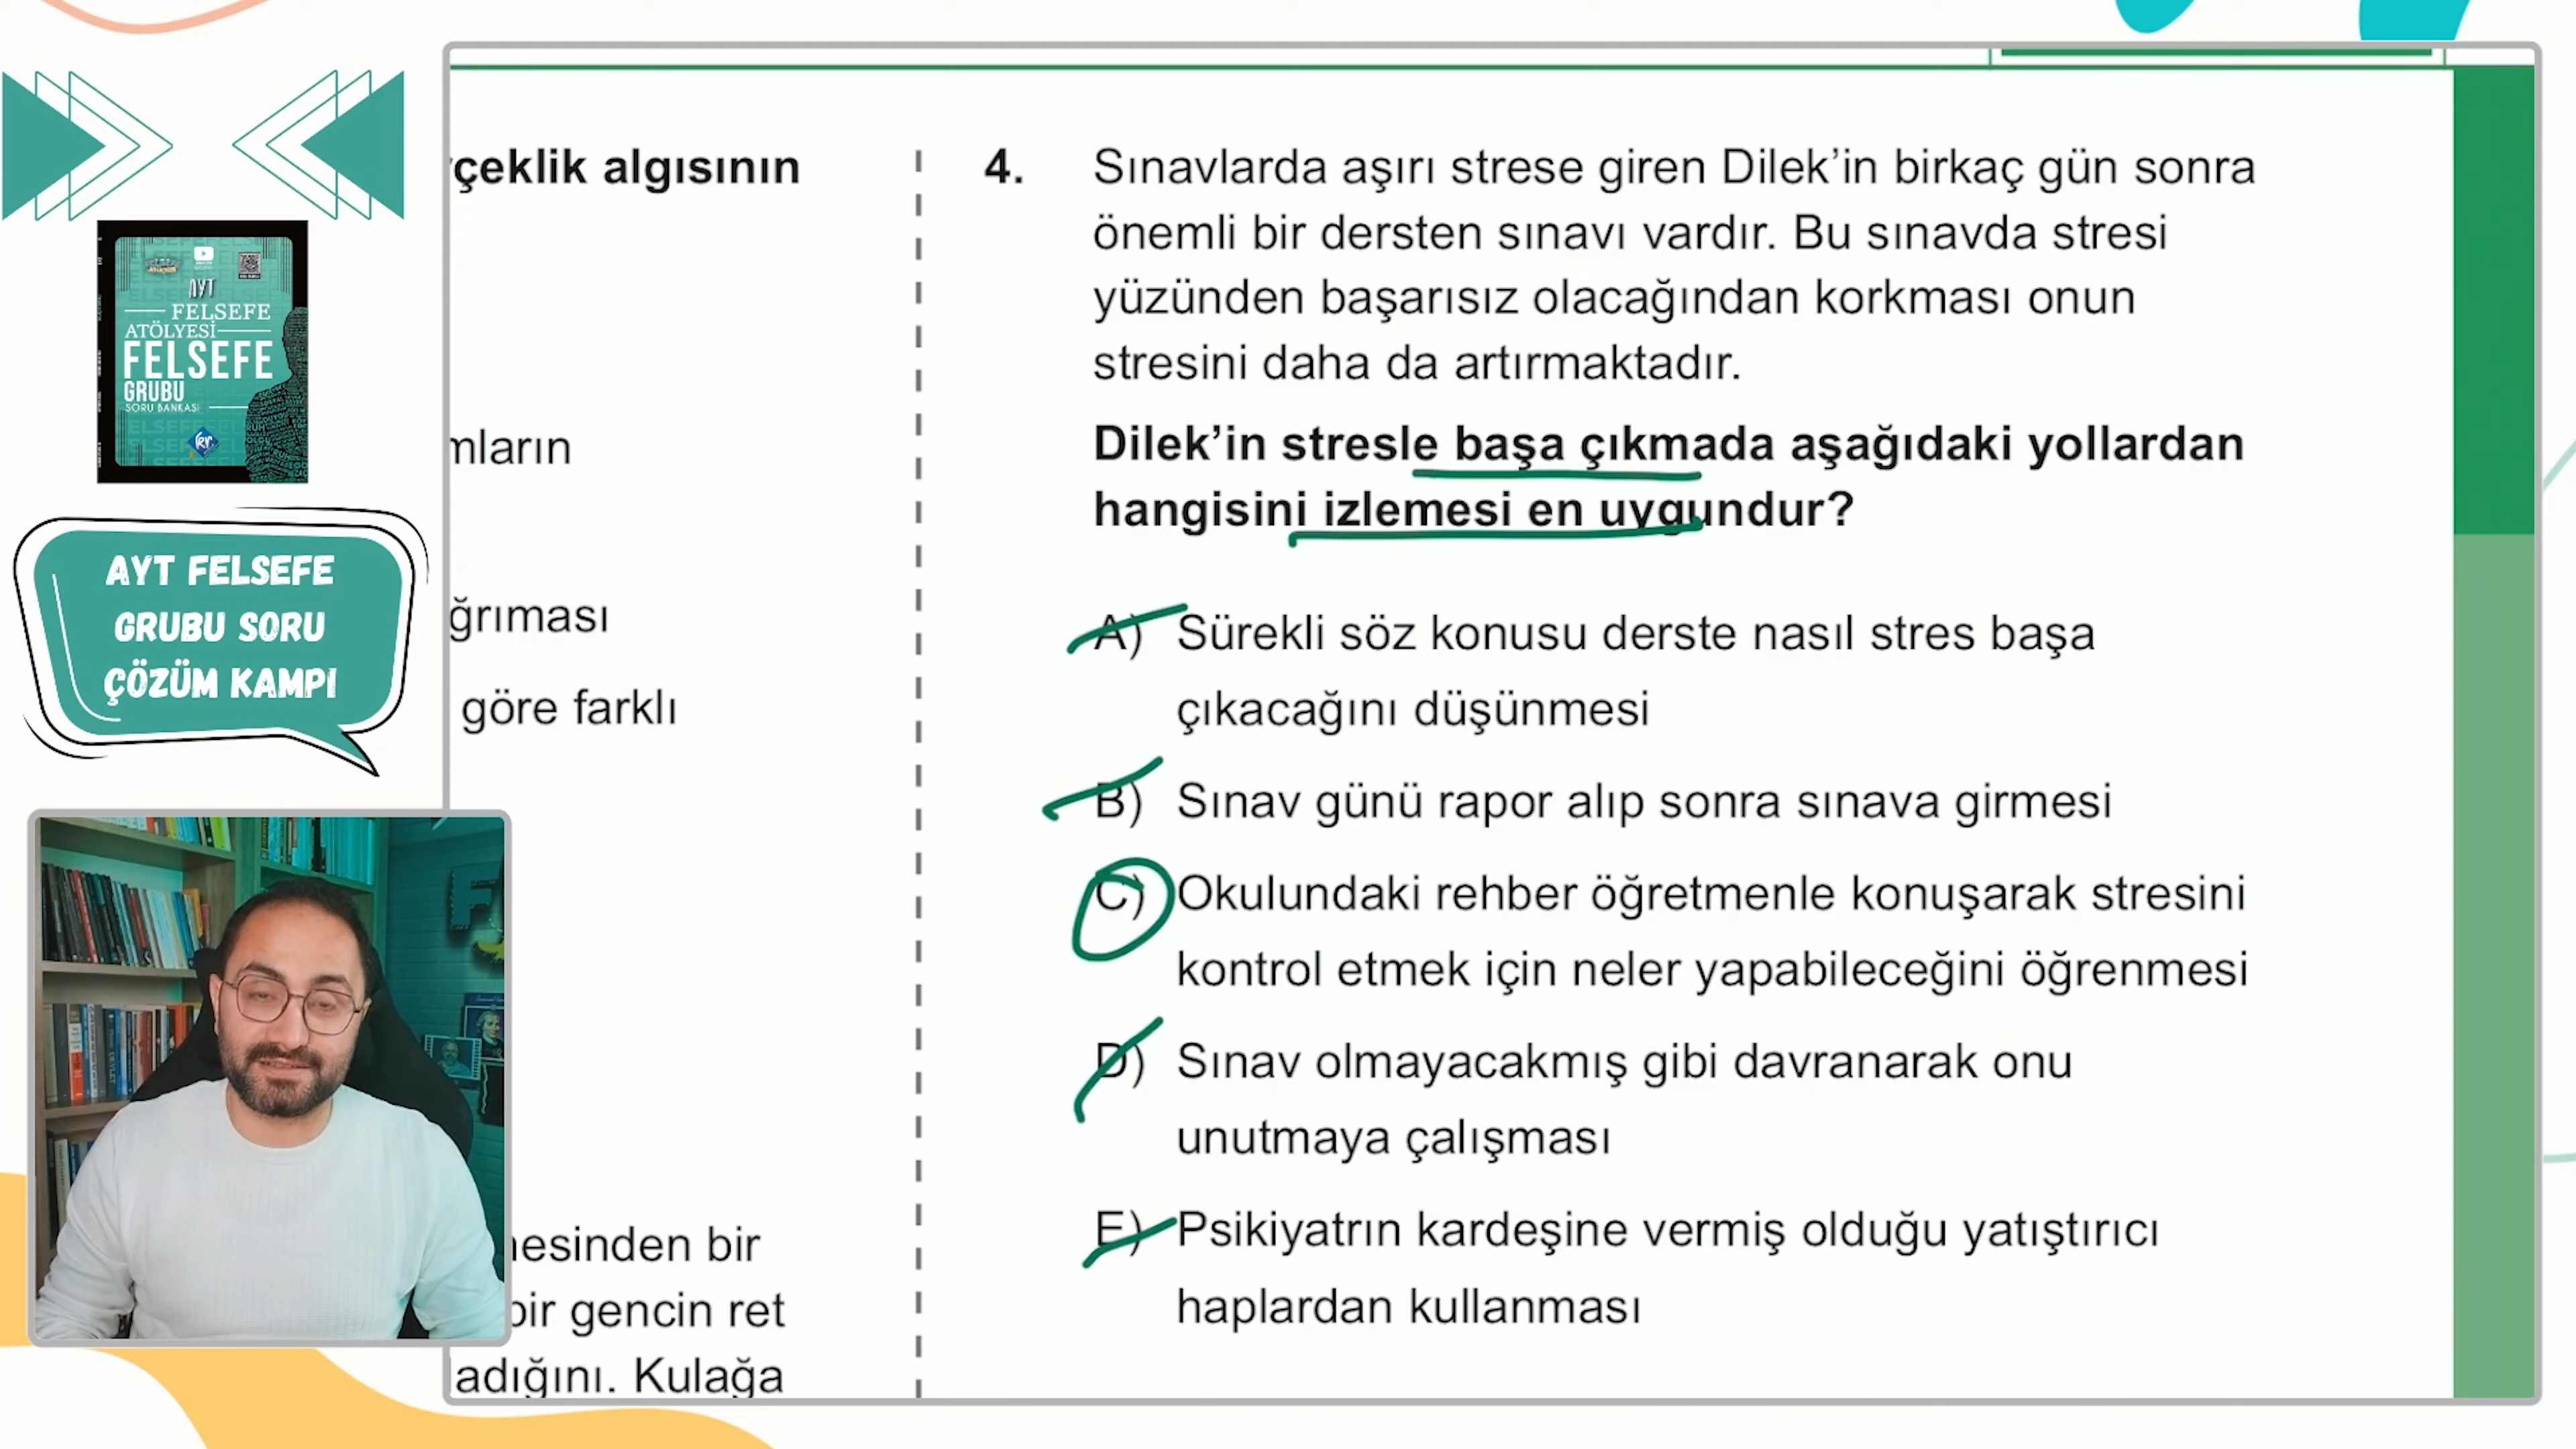 AYT
FELSEFE
ATÖLYESİ
FELSEFE
GRUBU
SORU BANKASI
AYT FELSEFE
GRUBU SORU
ÇÖZÜM KAMPI
çeklik algısının
mların
ğrıması
göre farklı
nesinden bir
bir gencin ret
adığını. Kulağa
4. Sınavlarda aşırı strese giren Dilek’in birkaç gün sonra
önemli bir dersten sınavı vardır. Bu sınavda stresi
yüzünden başarısız olacağından korkması onun
stresini daha da artırmaktadır.
Dilek’in stresle başa çıkmada aşağıdaki yollardan
hangisini izlemesi en uygundur?
A) Sürekli söz konusu derste nasıl stres başa
çıkacağını düşünmesi
B) Sınav günü rapor alıp sonra sınava girmesi
C) Okulundaki rehber öğretmenle konuşarak stresini
kontrol etmek için neler yapabileceğini öğrenmesi
D) Sınav olmayacakmış gibi davranarak onu
unutmaya çalışması
E) Psikiyatrın kardeşine vermiş olduğu yatıştırıcı
haplardan kullanması